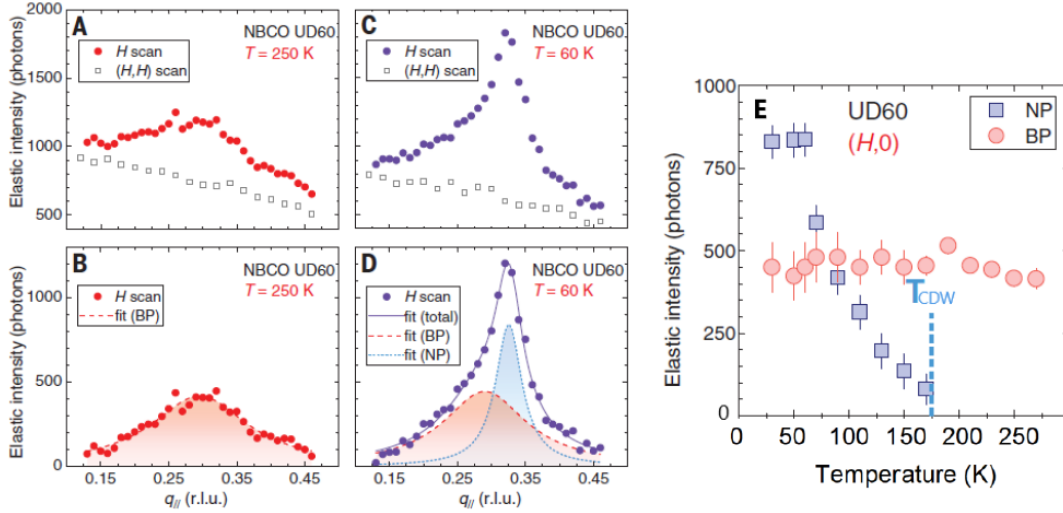 A
NBCO UD60
T = 250 K
H scan
(H,H) scan
Elastic intensity (photons)
2000
1500
1000
500
C
NBCO UD60
T = 60 K
H scan
(H,H) scan
B
NBCO UD60
T = 250 K
H scan
fit (BP)
Elastic intensity (photons)
1000
500
0
0.15 0.25 0.35 0.45
q// (r.l.u.)
D
NBCO UD60
T = 60 K
H scan
fit (total)
fit (BP)
fit (NP)
0.15 0.25 0.35 0.45
q// (r.l.u.)
E
UD60
(H,0)
NP
BP
TCDW
Elastic intensity (photons)
1000
750
500
250
0
0 50 100 150 200 250
Temperature (K)